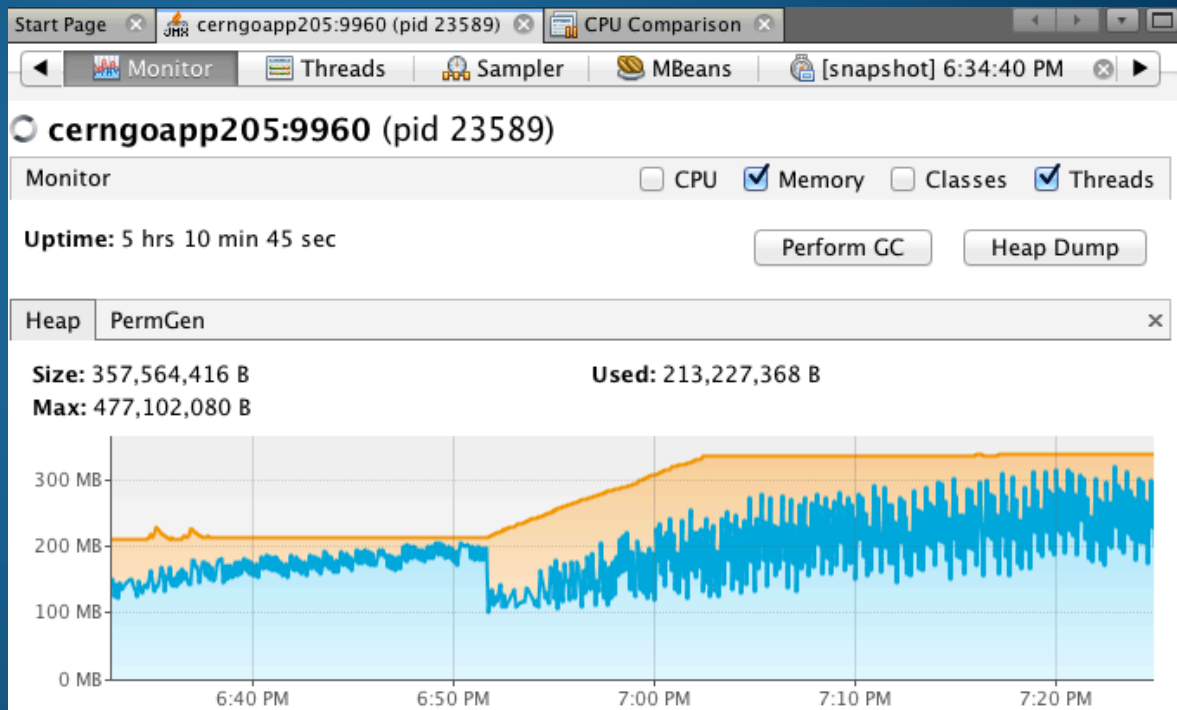 Start Page JMX cerngoapp205:9960 (pid 23589) CPU Comparison
Monitor Threads Sampler MBeans [snapshot] 6:34:40 PM
cerngoapp205:9960 (pid 23589)
Monitor CPU Memory Classes Threads
Uptime: 5 hrs 10 min 45 sec Perform GC Heap Dump
Heap PermGen
Size: 357,564,416 B Used: 213,227,368 B
Max: 477,102,080 B
300 MB
200 MB
100 MB
0 MB
6:40 PM 6:50 PM 7:00 PM 7:10 PM 7:20 PM